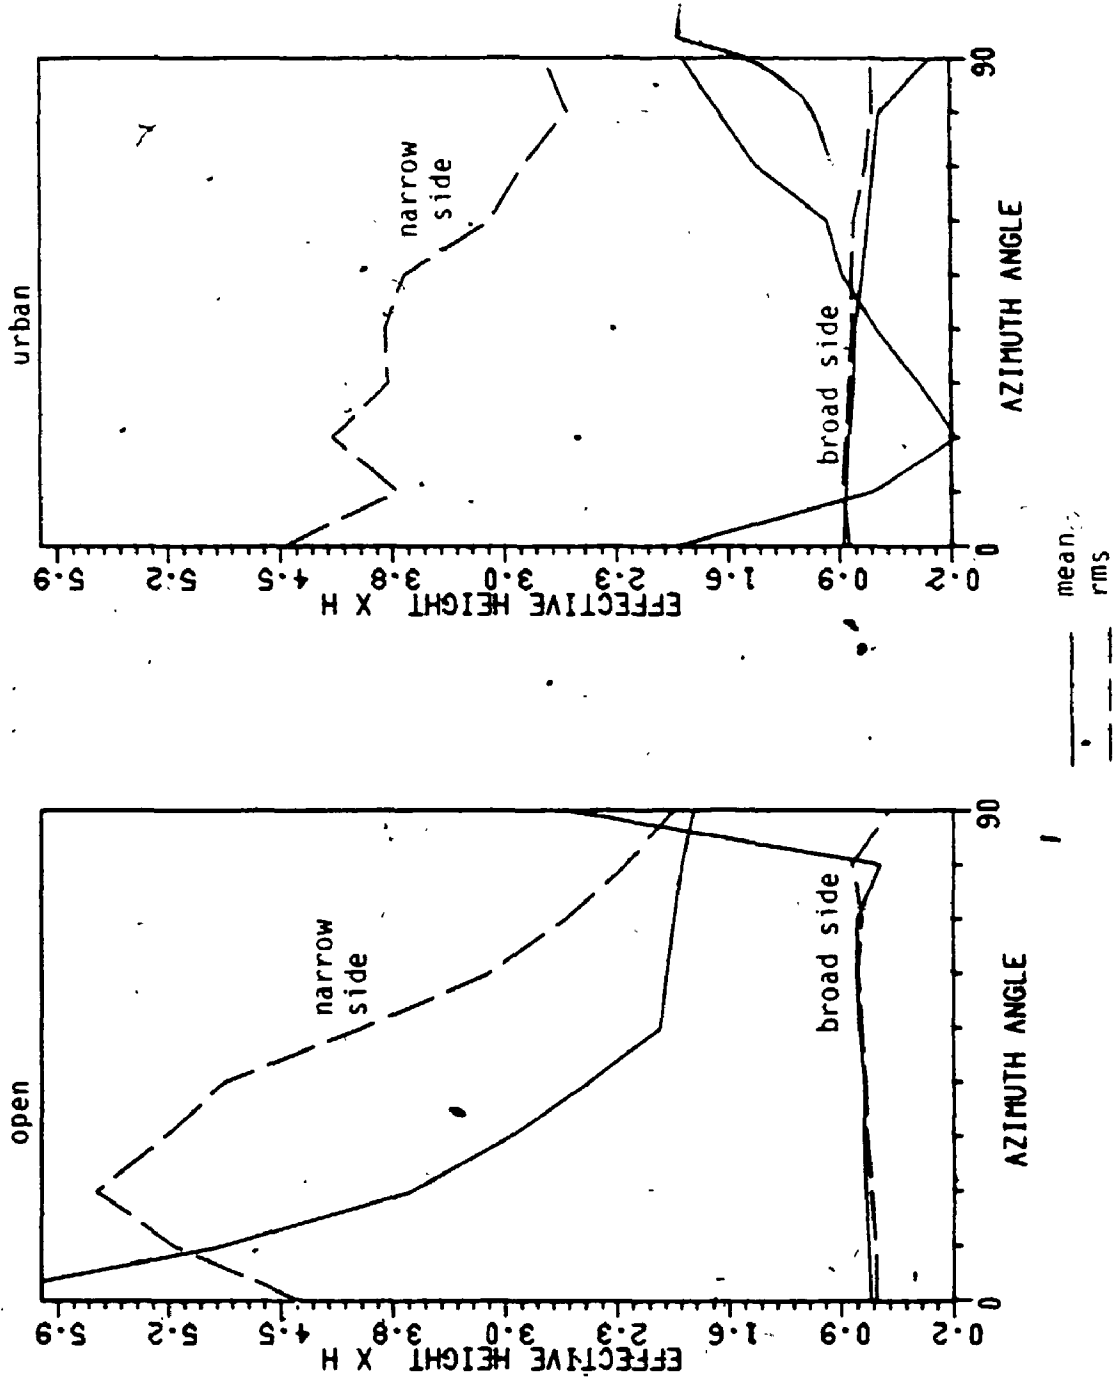 open
EFFECTIVE HEIGHT X H
5.9
5.2
4.5
3.8
3.0
2.3
1.6
0.9
0.2
narrow
side
broad side
0
90
AZIMUTH ANGLE
urban
EFFECTIVE HEIGHT X H
5.9
5.2
4.5
3.8
3.0
2.3
1.6
0.9
0.2
narrow
side
broad side
0
90
AZIMUTH ANGLE
mean
rms